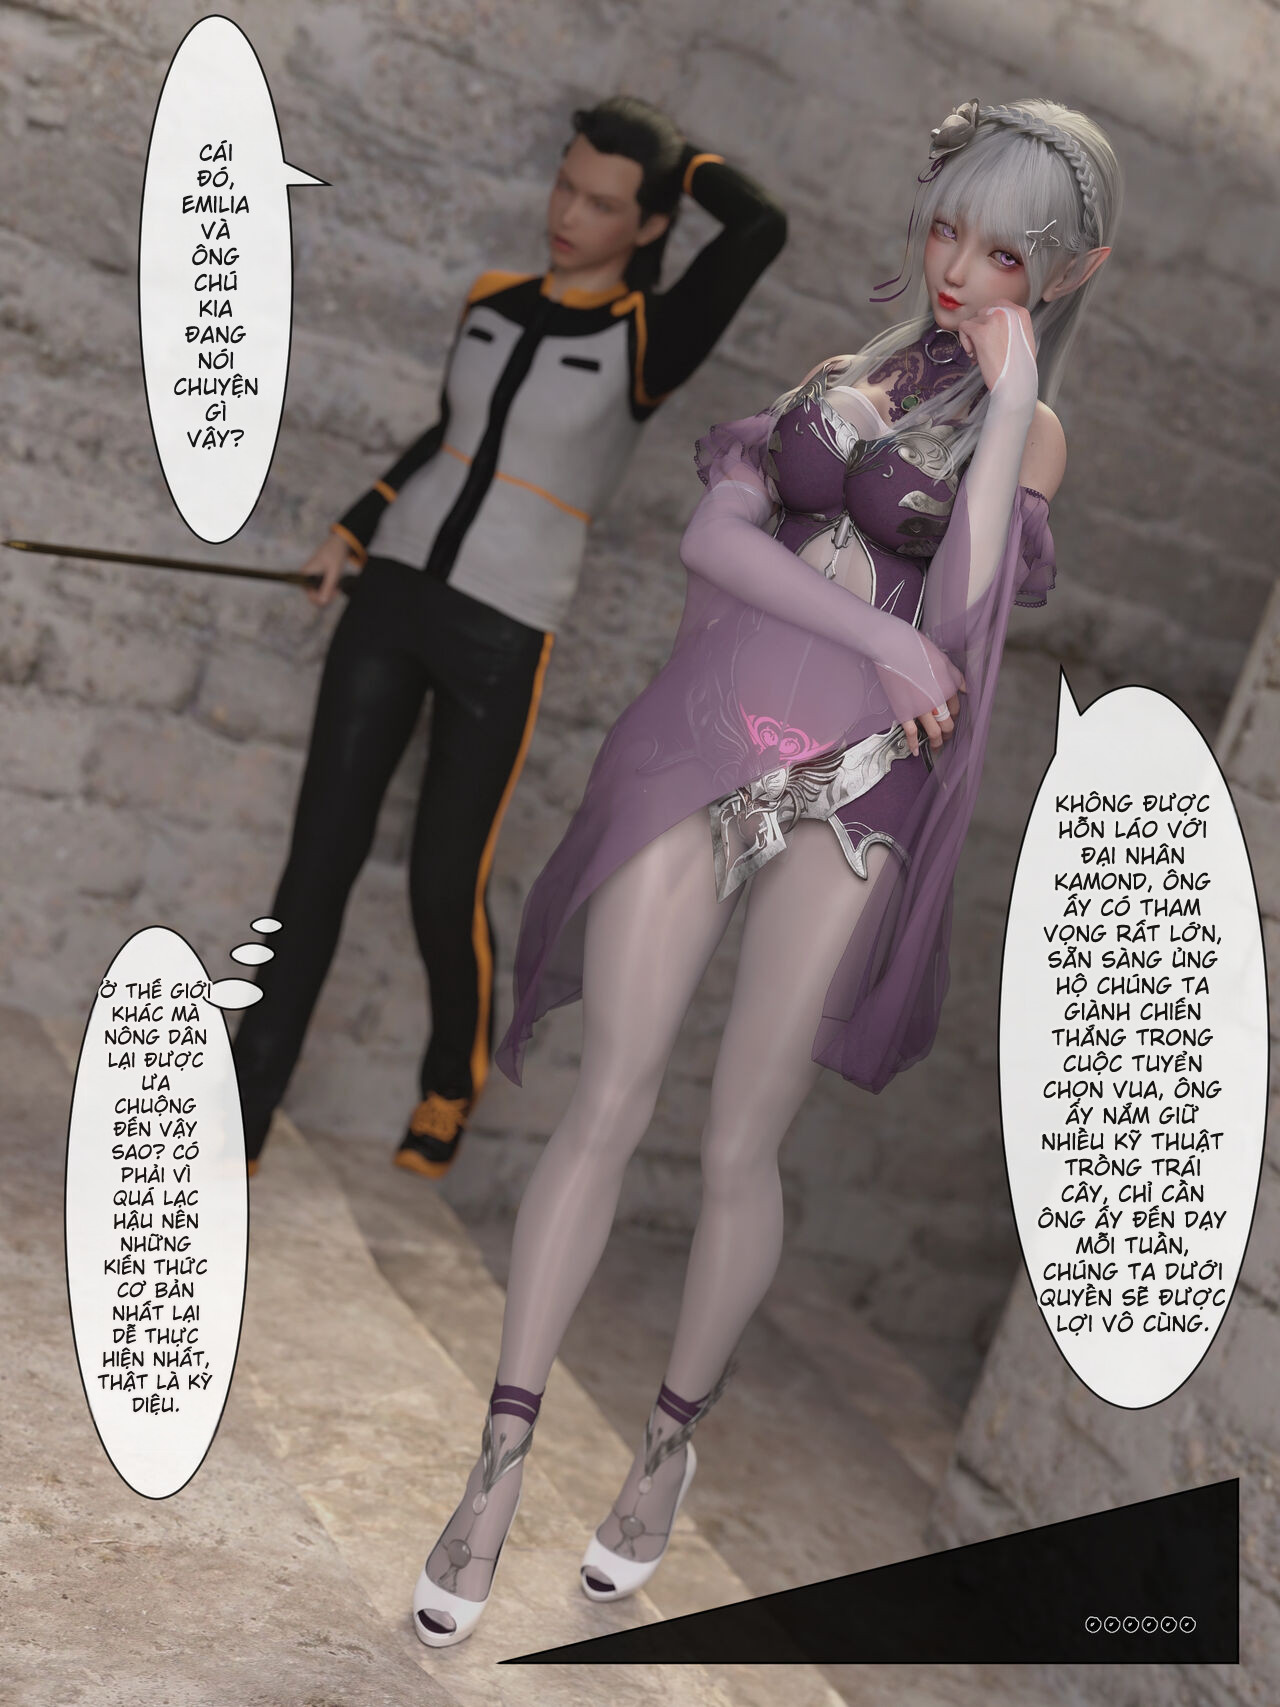 CÁI
ĐÓ,
EMILIA
VÀ
ÔNG
CHÚ
KIA
ĐANG
NÓI
CHUYỆN
GÌ
VẬY?
KHÔNG ĐƯỢC
HỖN LÁO VỚI
ĐẠI NHÂN
KAMOND, ÔNG
ẤY CÓ THAM
VỌNG RẤT LỚN,
SẴN SÀNG ỦNG
HỘ CHÚNG TA
GIÀNH CHIẾN
THẮNG TRONG
CUỘC TUYỂN
CHỌN VUA, ÔNG
ẤY NẮM GIỮ
NHIỀU KỸ THUẬT
TRỒNG TRÁI
CÂY, CHỈ CẦN
ÔNG ẤY ĐẾN DẠY
MỖI TUẦN,
CHÚNG TA DƯỚI
QUYỀN SẼ ĐƯỢC
LỢI VÔ CÙNG.
Ở THẾ GIỚI
KHÁC MÀ
NÔNG DÂN
LẠI ĐƯỢC
ƯA
CHUỘNG
ĐẾN VẬY
SAO? CÓ
PHẢI VÌ
QUÁ LẠC
HẬU NÊN
NHỮNG
KIẾN THỨC
CƠ BẢN
NHẤT LẠI
DỄ THỰC
HIỆN NHẤT,
THẬT LÀ KỲ
DIỆU.
⊙⊙⊙⊙⊙⊙